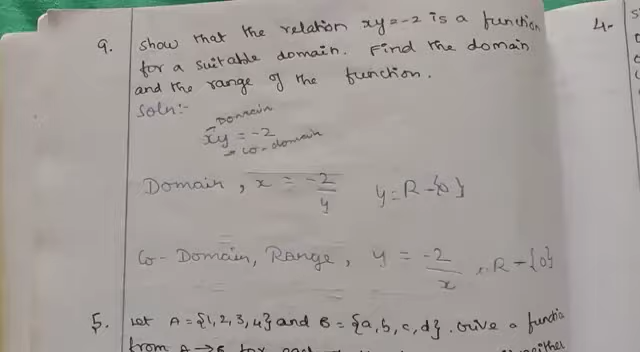 9. Show that the relation xy = -2 is a function
for a suitable domain. Find the domain
and the range of the function.
Soln:-
Domain
xy = -2
→ co-domain
Domain, x = -2/y y = R-{0}
Co-Domain, Range, y = -2/x R-{0}
5. Let A = {1,2,3,4} and B = {a,b,c,d}. Give a functio
from A→B for
4.